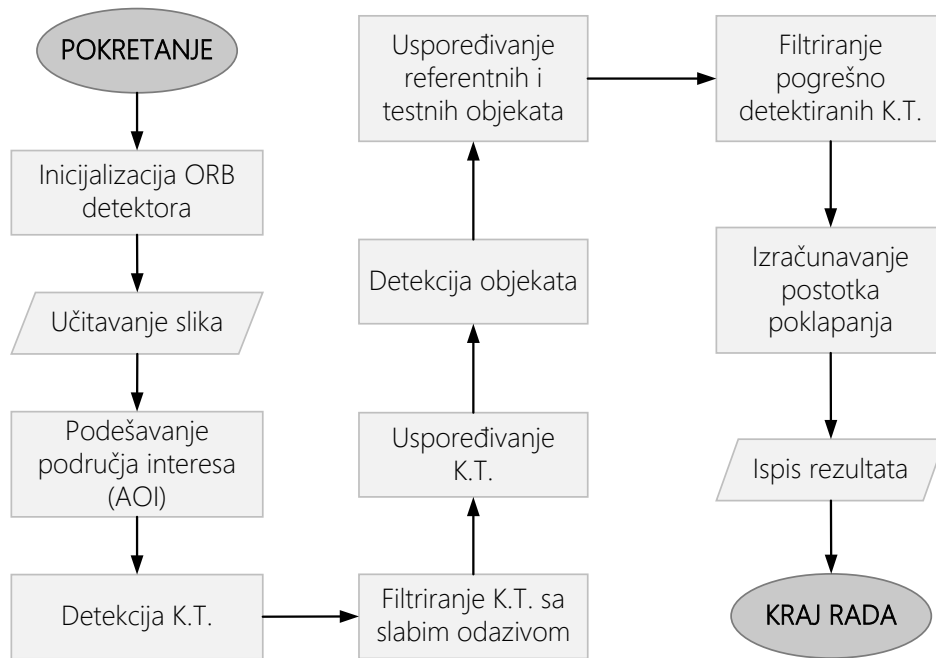 POKRETANJE
Inicijalizacija ORB
detektora
Učitavanje slika
Podešavanje
područja interesa
(AOI)
Detekcija K.T.
Filtriranje K.T. sa
slabim odazivom
Uspoređivanje
K.T.
Detekcija objekata
Uspoređivanje
referentnih i
testnih objekata
Filtriranje
pogrešno
detektiranih K.T.
Izračunavanje
postotka
poklapanja
Ispis rezultata
KRAJ RADA